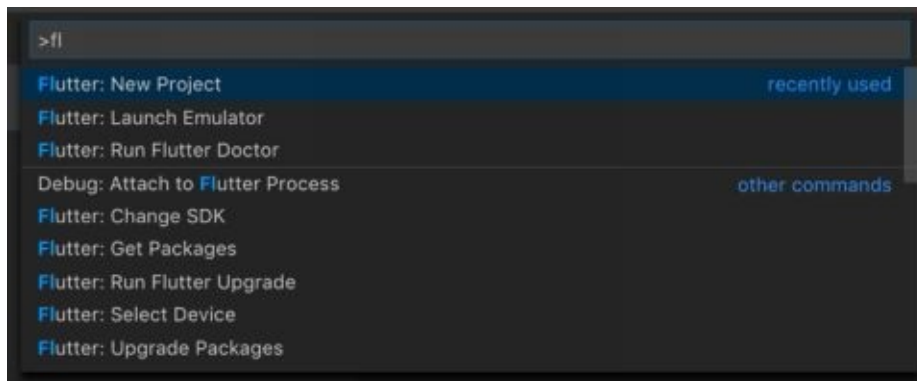 >fl
Flutter: New Project recently used
Flutter: Launch Emulator
Flutter: Run Flutter Doctor
Debug: Attach to Flutter Process other commands
Flutter: Change SDK
Flutter: Get Packages
Flutter: Run Flutter Upgrade
Flutter: Select Device
Flutter: Upgrade Packages